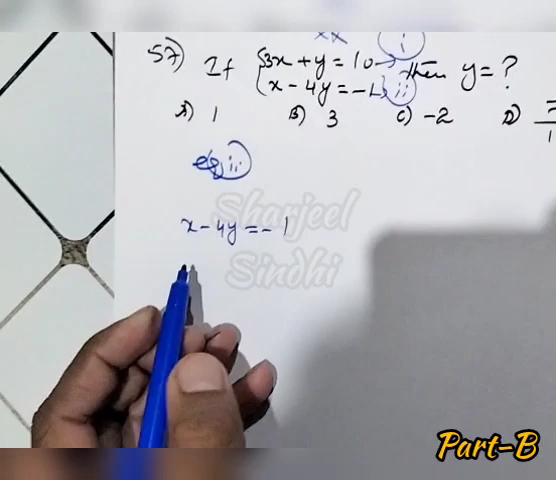 i
57) If {3x + y = 10 → then y = ?
{x - 4y = -1 ii
A) 1 B) 3 C) -2 D)
eq ii
Sharjeel
x - 4y = - 1
Sindhi
Part-B